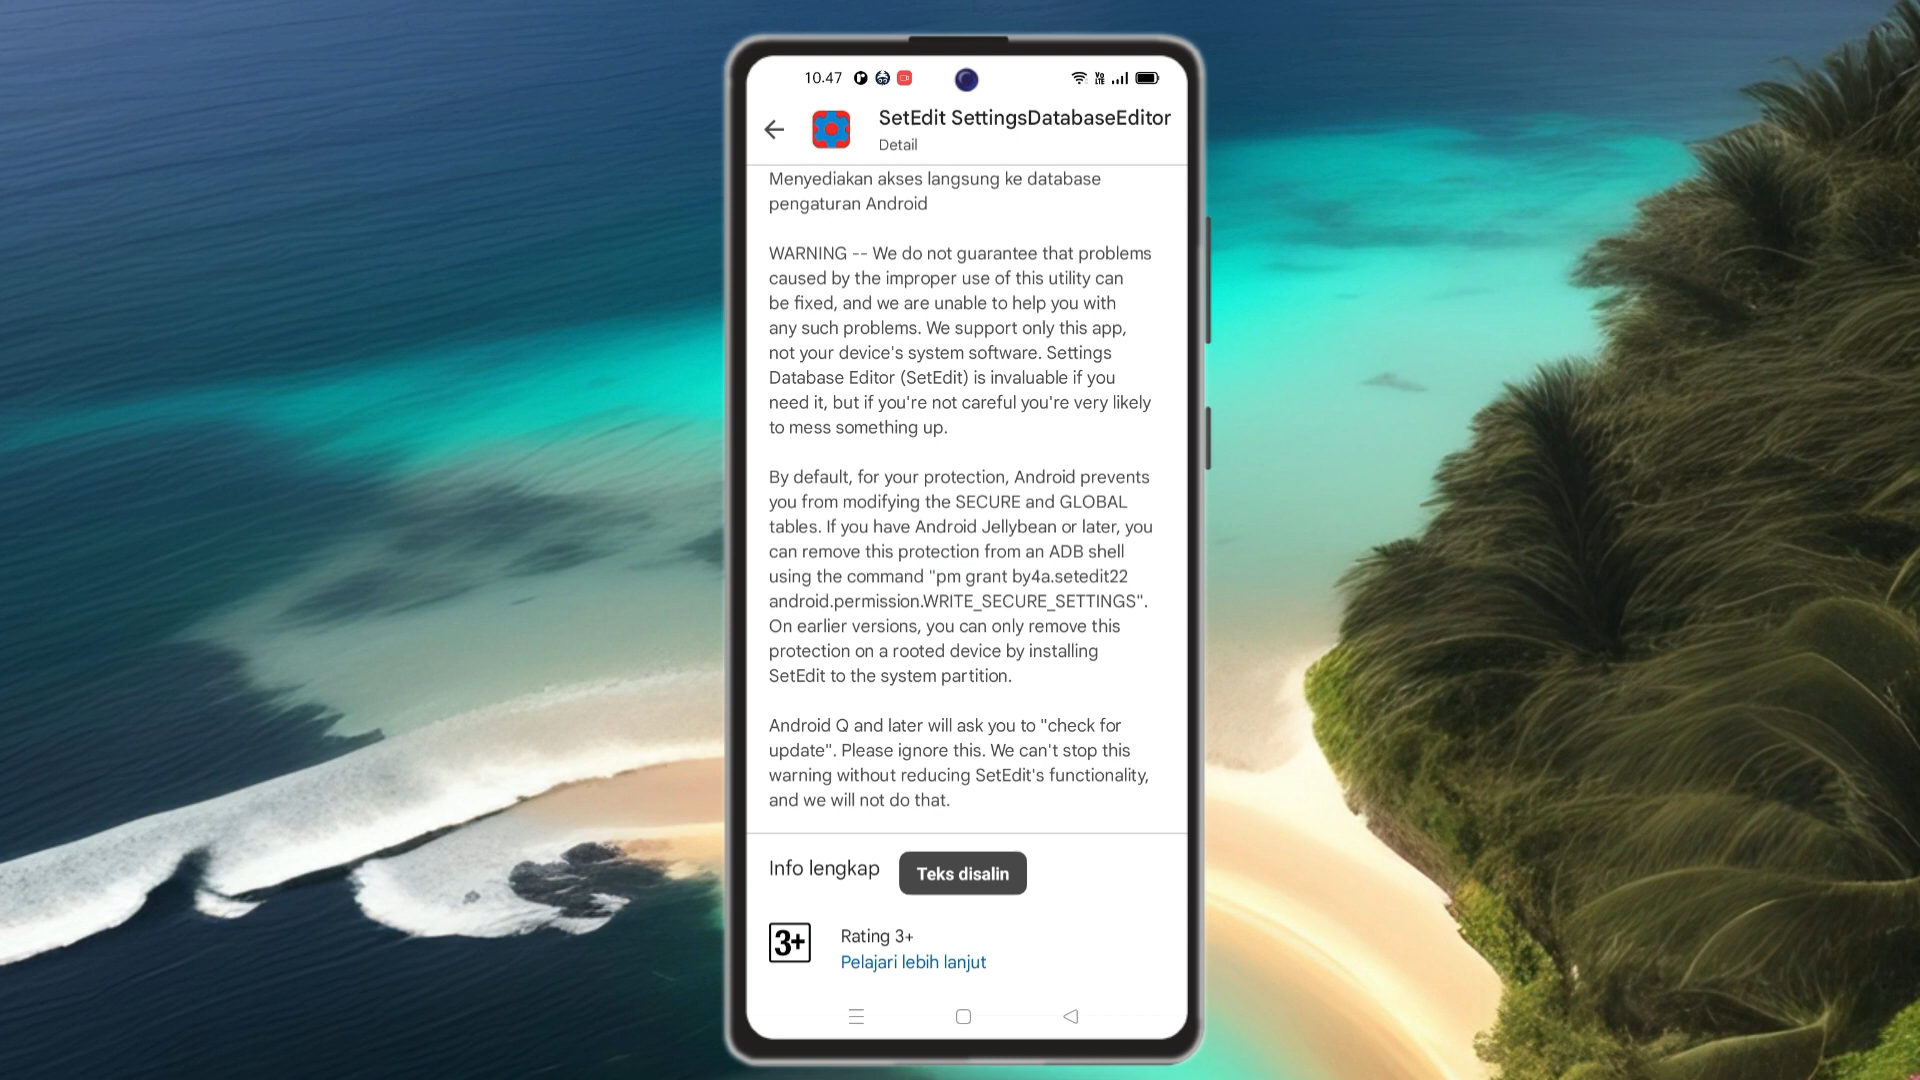 10.47
SetEdit SettingsDatabaseEditor
Detail
Menyediakan akses langsung ke database
pengaturan Android
WARNING -- We do not guarantee that problems
caused by the improper use of this utility can
be fixed, and we are unable to help you with
any such problems. We support only this app,
not your device's system software. Settings
Database Editor (SetEdit) is invaluable if you
need it, but if you're not careful you're very likely
to mess something up.
By default, for your protection, Android prevents
you from modifying the SECURE and GLOBAL
tables. If you have Android Jellybean or later, you
can remove this protection from an ADB shell
using the command "pm grant by4a.setedit22
android.permission.WRITE_SECURE_SETTINGS".
On earlier versions, you can only remove this
protection on a rooted device by installing
SetEdit to the system partition.
Android Q and later will ask you to "check for
update". Please ignore this. We can't stop this
warning without reducing SetEdit's functionality,
and we will not do that.
Info lengkap
Teks disalin
3+
Rating 3+
Pelajari lebih lanjut